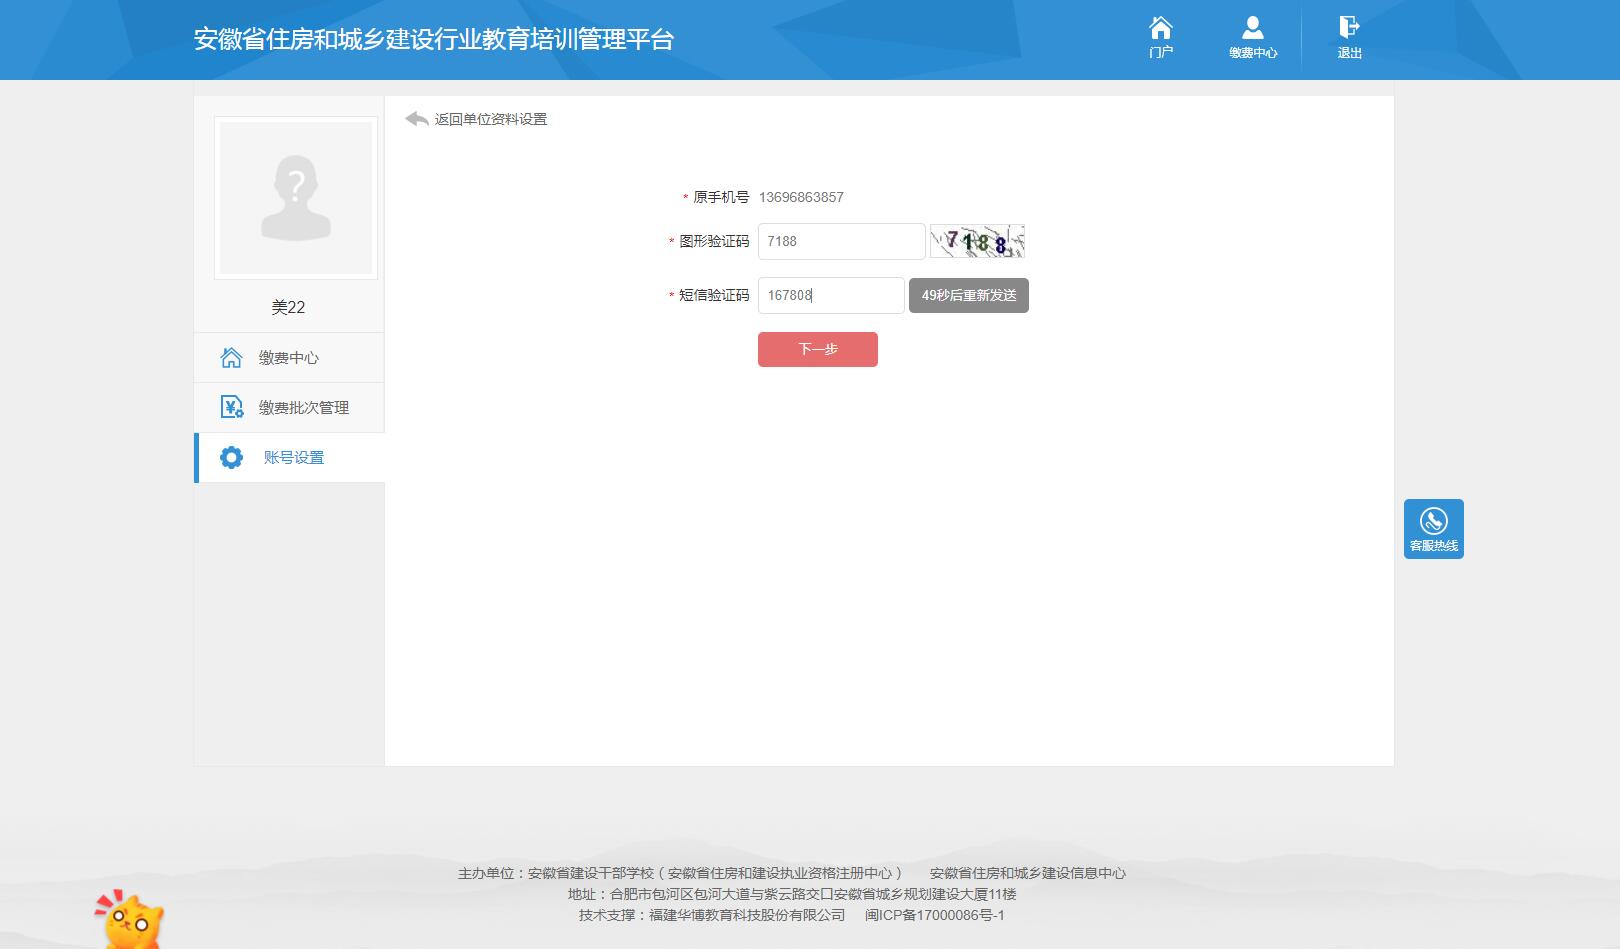 安徽省住房和城乡建设行业教育培训管理平台
门户
缴费中心
退出
返回单位资料设置
* 原手机号 13696863857
* 图形验证码 7188 7188
* 短信验证码 167808 49秒后重新发送
下一步
?
美22
缴费中心
缴费批次管理
账号设置
客服热线
主办单位：安徽省建设干部学校（安徽省住房和建设执业资格注册中心） 安徽省住房和城乡建设信息中心
地址：合肥市包河区包河大道与紫云路交口安徽省城乡规划建设大厦11楼
技术支撑：福建华博教育科技股份有限公司 闽ICP备17000086号-1